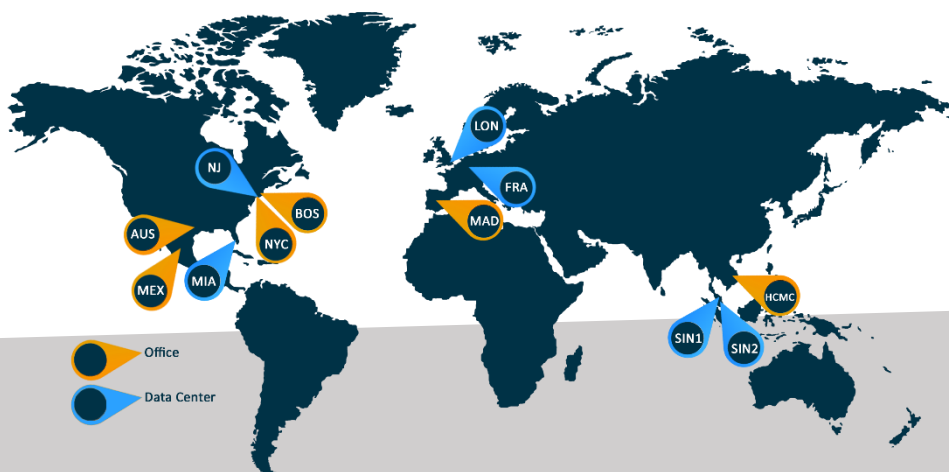 LON
NJ
FRA
BOS
MAD
AUS
NYC
MIA
MEX
HCMC
SIN1
SIN2
Office
Data Center